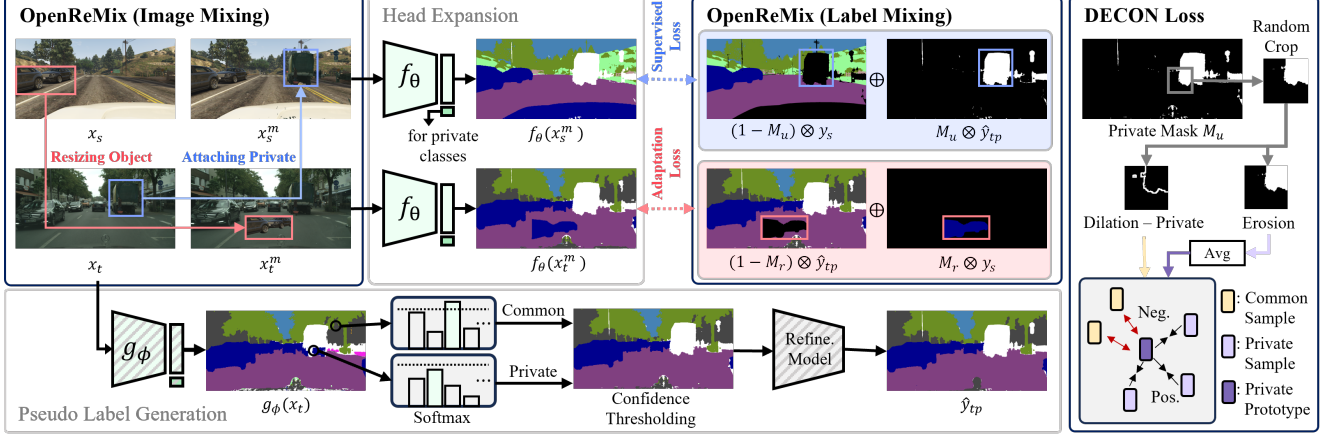 OpenReMix (Image Mixing)
x_s
x_s^m
Resizing Object
Attaching Private
x_t
x_t^m
Head Expansion
f_θ
for private
classes
f_θ(x_s^m)
f_θ
f_θ(x_t^m)
Supervised
Loss
Adaptation
Loss
OpenReMix (Label Mixing)
(1 − M_u) ⊗ y_s
⊕
M_u ⊗ ŷ_tp
(1 − M_r) ⊗ ŷ_tp
⊕
M_r ⊗ y_s
DECON Loss
Random
Crop
Private Mask M_u
Dilation – Private
Erosion
Avg
Neg.
Pos.
: Common
Sample
: Private
Sample
: Private
Prototype
g_ϕ
g_ϕ(x_t)
...
Common
...
Private
Softmax
Confidence
Thresholding
Refine.
Model
ŷ_tp
Pseudo Label Generation